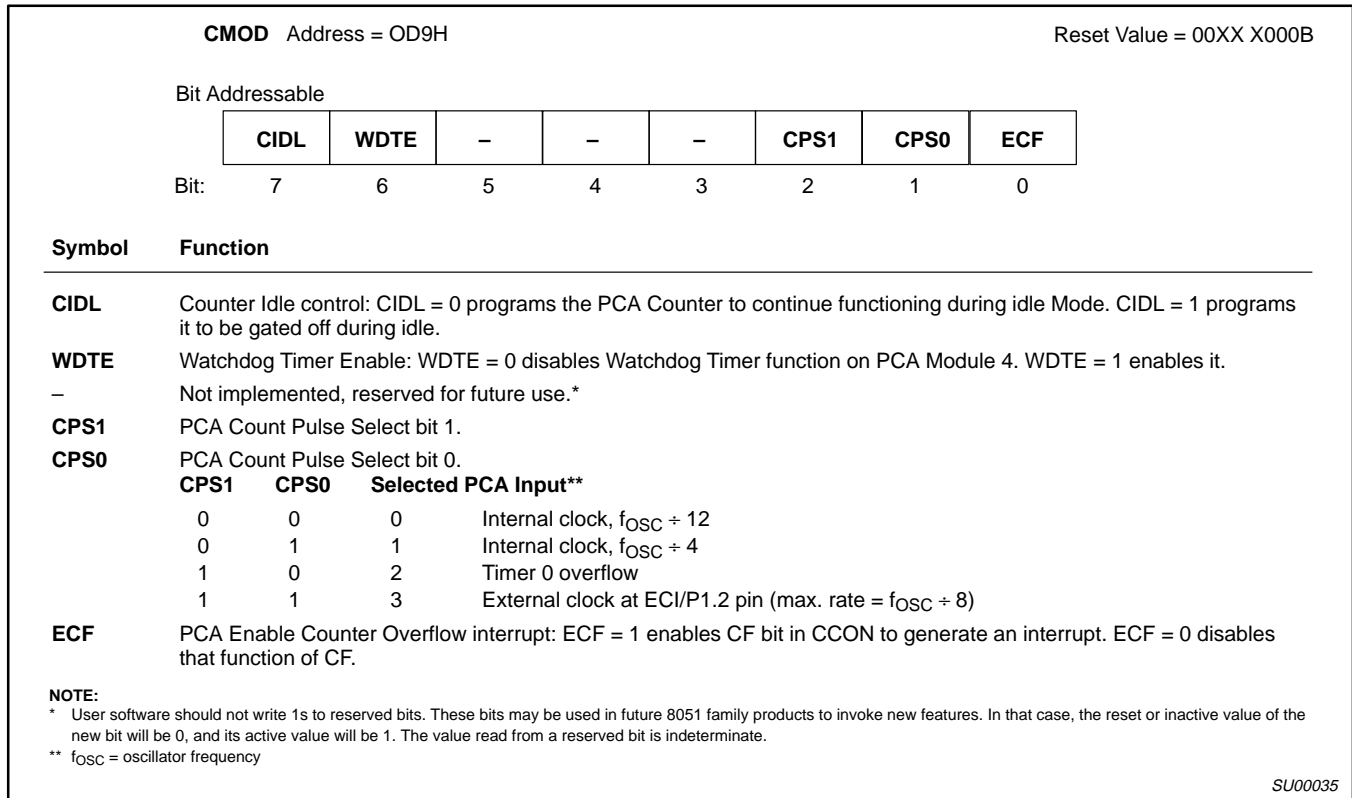 CMOD Address = OD9H Reset Value = 00XX X000B
Bit Addressable
CIDL WDTE – – – CPS1 CPS0 ECF
Bit: 7 6 5 4 3 2 1 0
Symbol Function
CIDL Counter Idle control: CIDL = 0 programs the PCA Counter to continue functioning during idle Mode. CIDL = 1 programs
it to be gated off during idle.
WDTE Watchdog Timer Enable: WDTE = 0 disables Watchdog Timer function on PCA Module 4. WDTE = 1 enables it.
– Not implemented, reserved for future use.*
CPS1 PCA Count Pulse Select bit 1.
CPS0 PCA Count Pulse Select bit 0.
CPS1 CPS0 Selected PCA Input**
0 0 0 Internal clock, fOSC ÷ 12
0 1 1 Internal clock, fOSC ÷ 4
1 0 2 Timer 0 overflow
1 1 3 External clock at ECI/P1.2 pin (max. rate = fOSC ÷ 8)
ECF PCA Enable Counter Overflow interrupt: ECF = 1 enables CF bit in CCON to generate an interrupt. ECF = 0 disables
that function of CF.
NOTE:
* User software should not write 1s to reserved bits. These bits may be used in future 8051 family products to invoke new features. In that case, the reset or inactive value of the
new bit will be 0, and its active value will be 1. The value read from a reserved bit is indeterminate.
** fOSC = oscillator frequency
SU00035